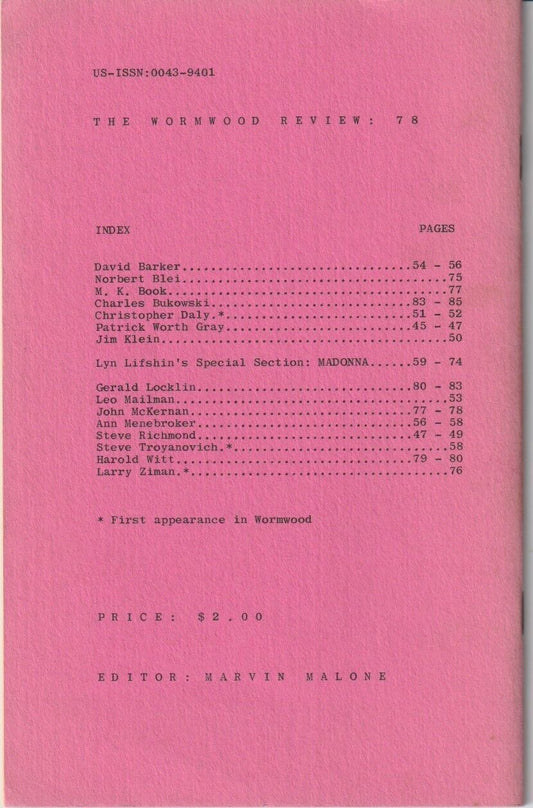 US-ISSN:0043-9401
THE WORMWOOD REVIEW: 78
INDEX PAGES
David Barker................................54 - 56
Norbert Blei.....................................75
M. K. Book.......................................77
Charles Bukowski............................83 - 85
Christopher Daly.*..........................51 - 52
Patrick Worth Gray..........................45 - 47
Jim Klein........................................50
Lyn Lifshin's Special Section: MADONNA......59 - 74
Gerald Locklin..............................80 - 83
Leo Mailman......................................53
John McKernan...............................77 - 78
Ann Menebroker..............................56 - 58
Steve Richmond..............................47 - 49
Steve Troyanovich.*..............................58
Harold Witt.................................79 - 80
Larry Ziman.*....................................76
* First appearance in Wormwood
PRICE: $2.00
EDITOR: MARVIN MALONE